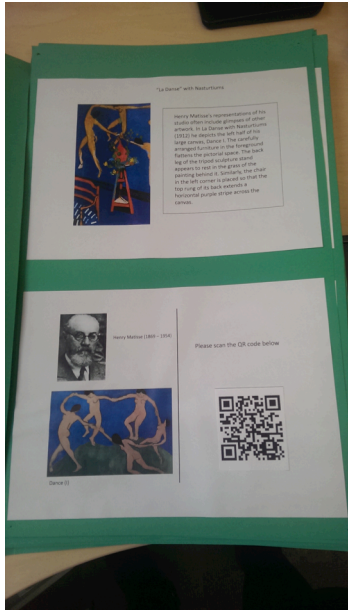 "La Danse" with Nasturtiums
Henry Matisse's representations of his
studio often include glimpses of other
artwork. In La Danse with Nasturtiums
(1912) he depicts the left half of his
large canvas, Dance I. The carefully
arranged furniture in the foreground
flattens the pictorial space. The back
leg of the tripod sculpture stand
appears to rest in the grass of the
painting behind it. Similarly, the chair
in the left corner is placed so that the
top rung of its back extends a
horizontal purple stripe across the
canvas.
Henry Matisse (1869 – 1954)
Dance (I)
Please scan the QR code below